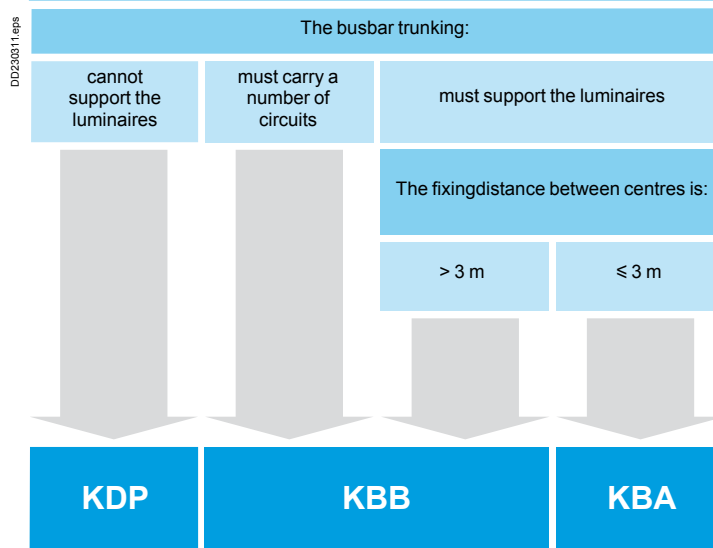 DD230311.eps
The busbar trunking:
cannot
support the
luminaires
must carry a
number of
circuits
must support the luminaires
The fixingdistance between centres is:
> 3 m
⩽ 3 m
KDP
KBB
KBA